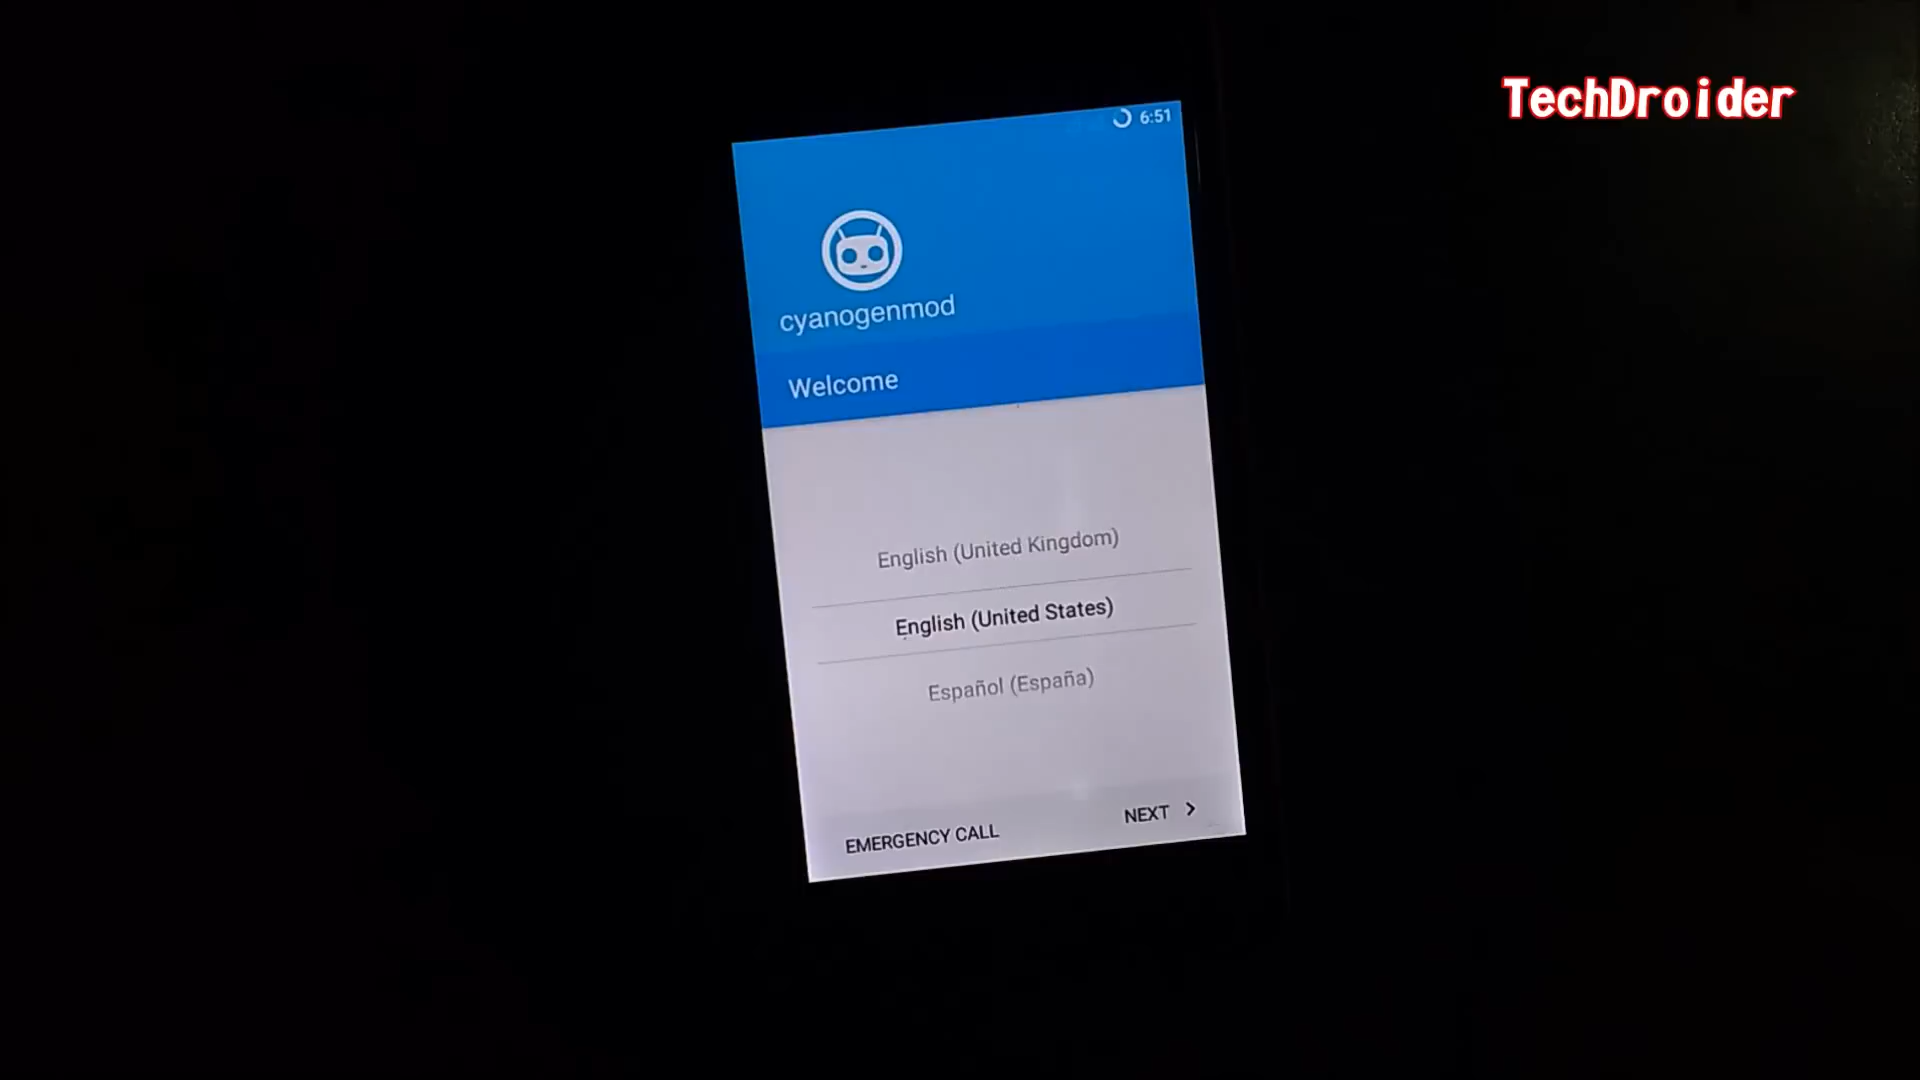 TechDroider
6:51
cyanogenmod
Welcome
English (United Kingdom)
English (United States)
Español (España)
EMERGENCY CALL
NEXT